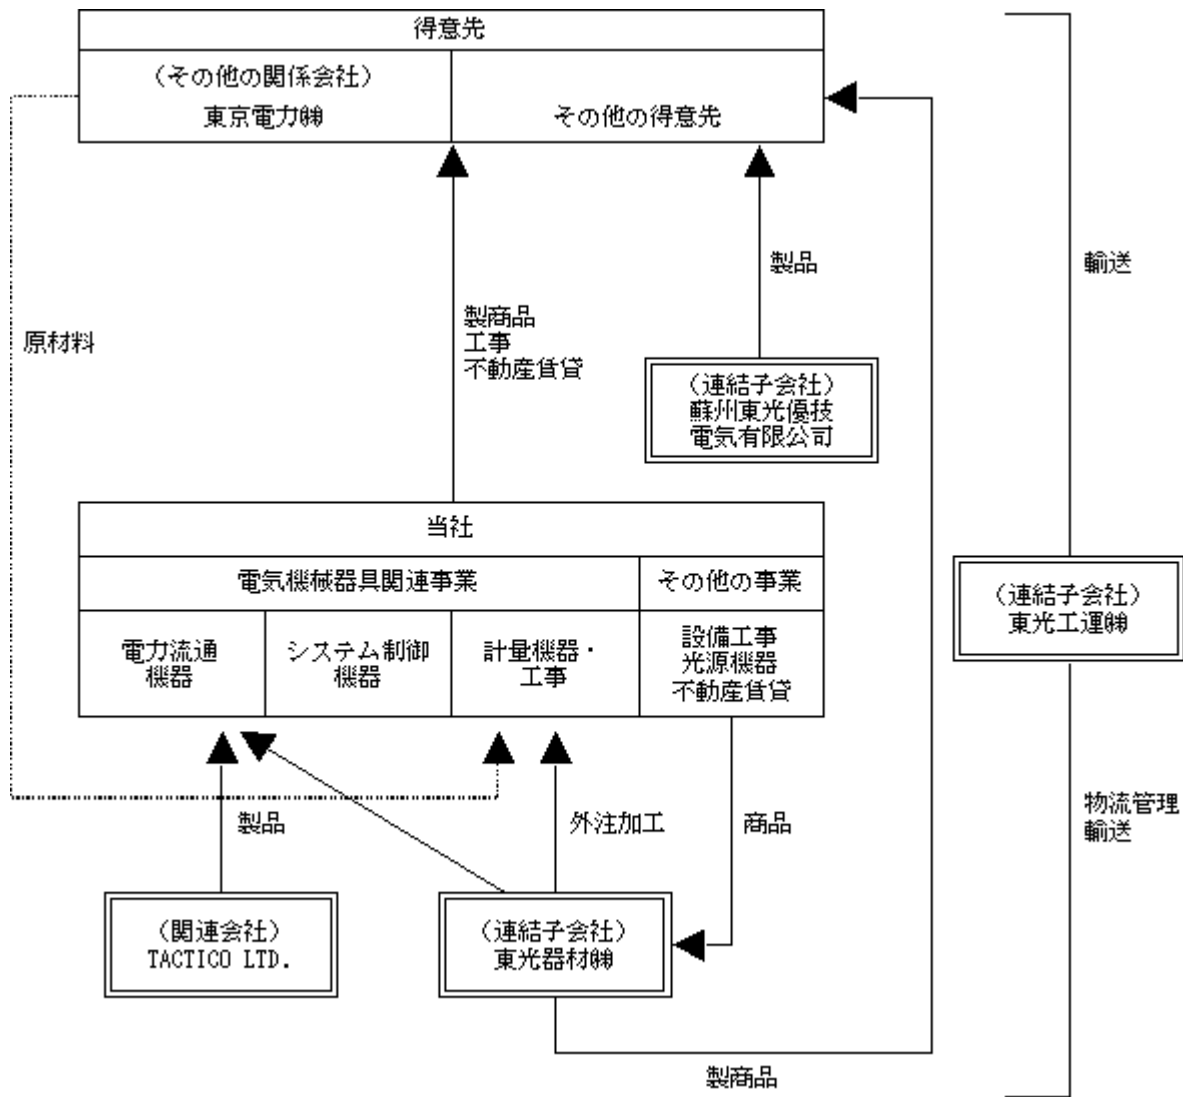 得意先
（その他の関係会社）
東京電力㈱
その他の得意先
製品
輸送
原材料
製商品
工事
不動産賃貸
（連結子会社）
蘇州東光優技
電気有限公司
当社
電気機械器具関連事業
その他の事業
電力流通
機器
システム制御
機器
計量機器・
工事
設備工事
光源機器
不動産賃貸
（連結子会社）
東光工運㈱
製品
外注加工
商品
物流管理
輸送
（関連会社）
TACTICO LTD.
（連結子会社）
東光器材㈱
製商品